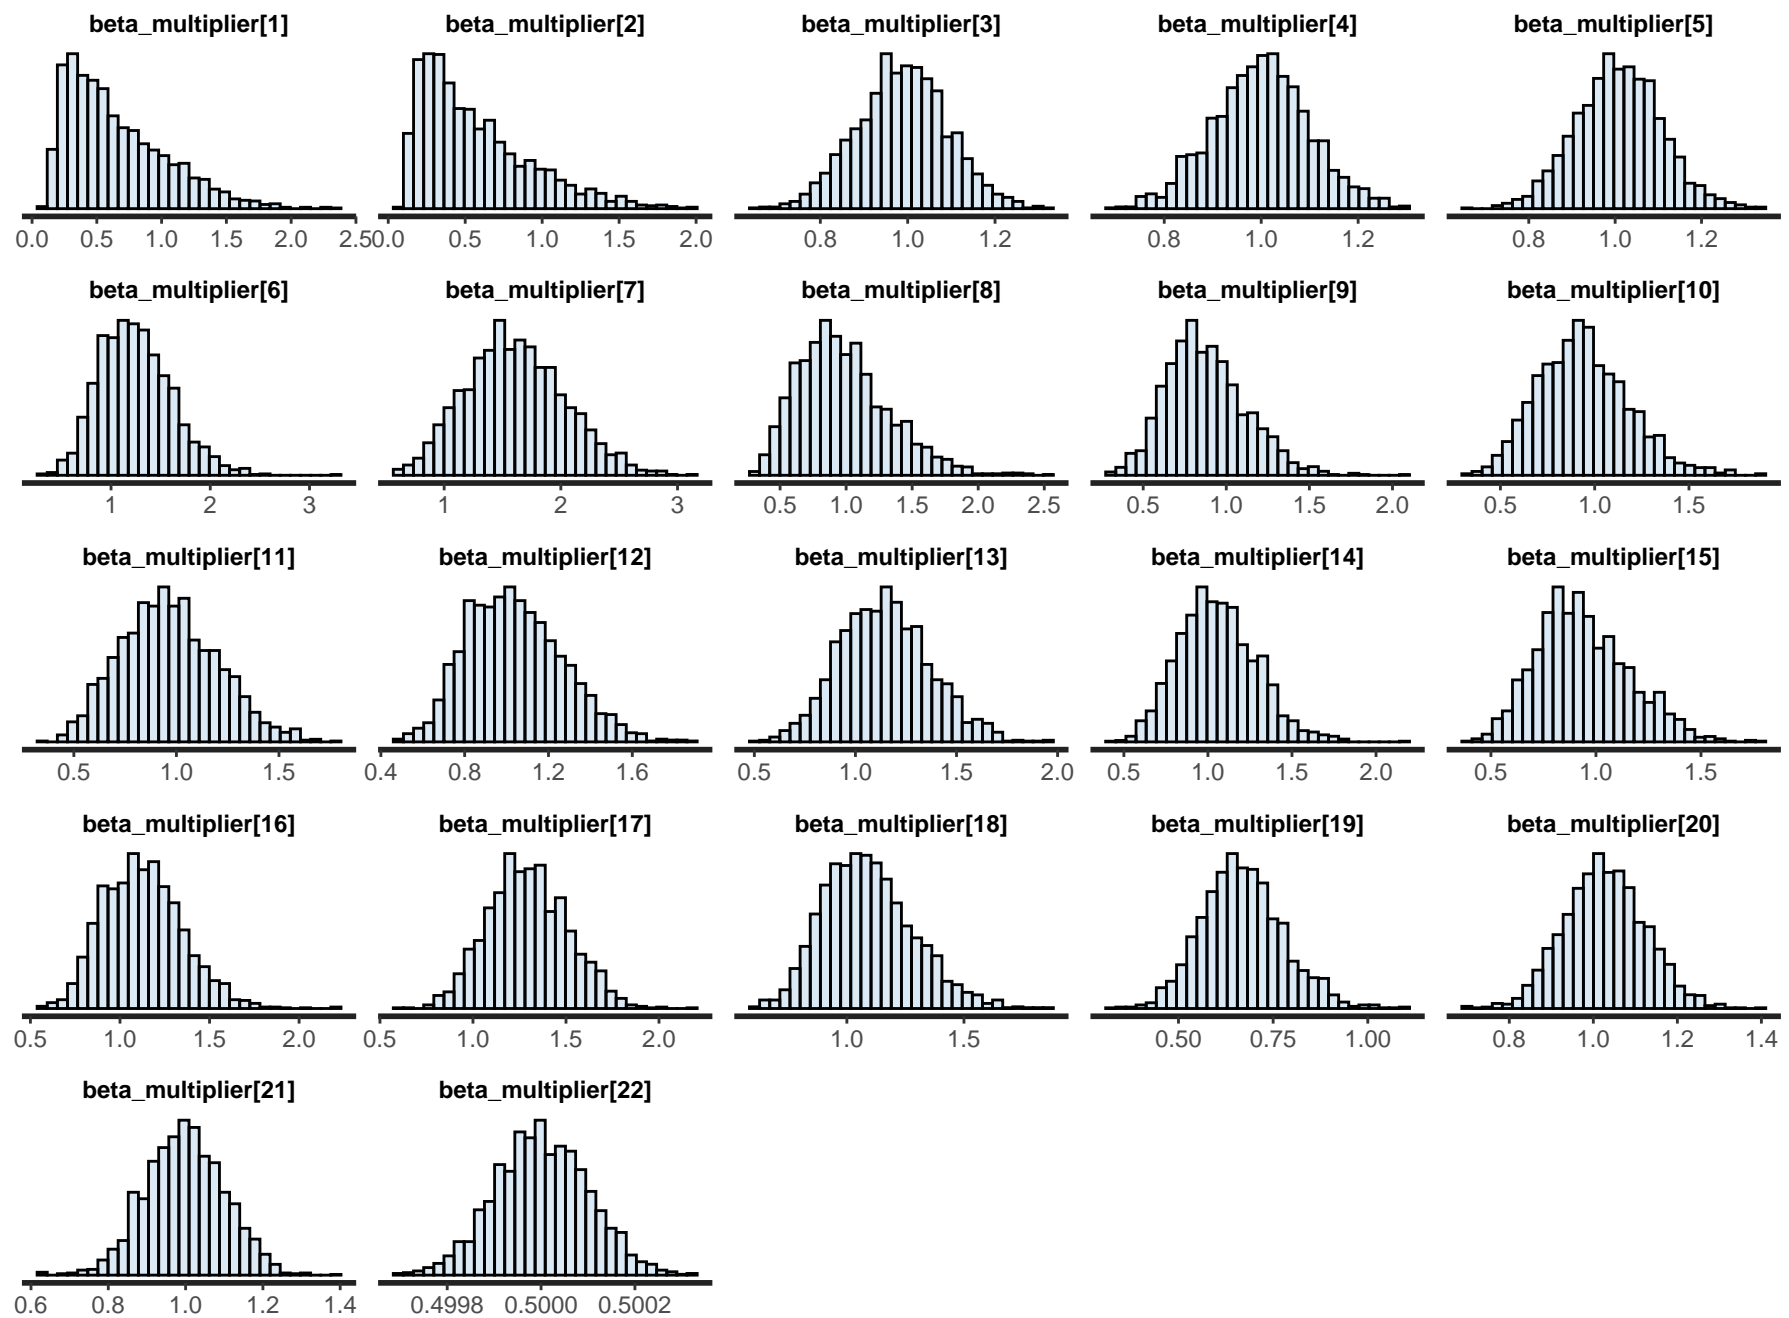 beta_multiplier[1] beta_multiplier[2] beta_multiplier[3] beta_multiplier[4] beta_multiplier[5]
0.0 0.5 1.0 1.5 2.0 2.5 0.0 0.5 1.0 1.5 2.0 0.8 1.0 1.2 0.8 1.0 1.2 0.8 1.0 1.2
beta_multiplier[6] beta_multiplier[7] beta_multiplier[8] beta_multiplier[9] beta_multiplier[10]
1 2 3 1 2 3 0.5 1.0 1.5 2.0 2.5 0.5 1.0 1.5 2.0 0.5 1.0 1.5
beta_multiplier[11] beta_multiplier[12] beta_multiplier[13] beta_multiplier[14] beta_multiplier[15]
0.5 1.0 1.5 0.4 0.8 1.2 1.6 0.5 1.0 1.5 2.0 0.5 1.0 1.5 2.0 0.5 1.0 1.5
beta_multiplier[16] beta_multiplier[17] beta_multiplier[18] beta_multiplier[19] beta_multiplier[20]
0.5 1.0 1.5 2.0 0.5 1.0 1.5 2.0 1.0 1.5 0.50 0.75 1.00 0.8 1.0 1.2 1.4
beta_multiplier[21] beta_multiplier[22]
0.6 0.8 1.0 1.2 1.4 0.4998 0.5000 0.5002